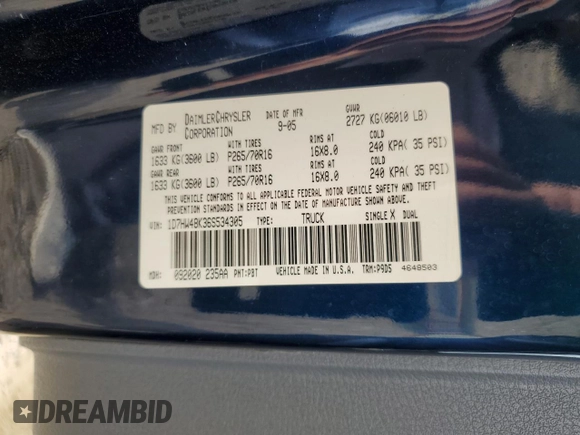 MFD BY DAIMLERCHRYSLER CORPORATION DATE OF MFR 9-05 GVWR 2727 KG(06010 LB)
GAWR FRONT WITH TIRES RIMS AT COLD
1633 KG(3600 LB) P265/70R16 16X8.0 240 KPA( 35 PSI)
GAWR REAR WITH TIRES RIMS AT COLD
1633 KG(3600 LB) P265/70R16 16X8.0 240 KPA( 35 PSI)
THIS VEHICLE CONFORMS TO ALL APPLICABLE FEDERAL MOTOR VEHICLE SAFETY AND THEFT
PREVENTION STANDARDS IN EFFECT ON THE DATE OF MANUFACTURE SHOWN ABOVE.
VIN: 1D7HW48K36S534305 TYPE: TRUCK SINGLE X DUAL
MDH: 092020 235AA PNT:PBT VEHICLE MADE IN U.S.A. TRM:P9D5 4648503
DREAMBID